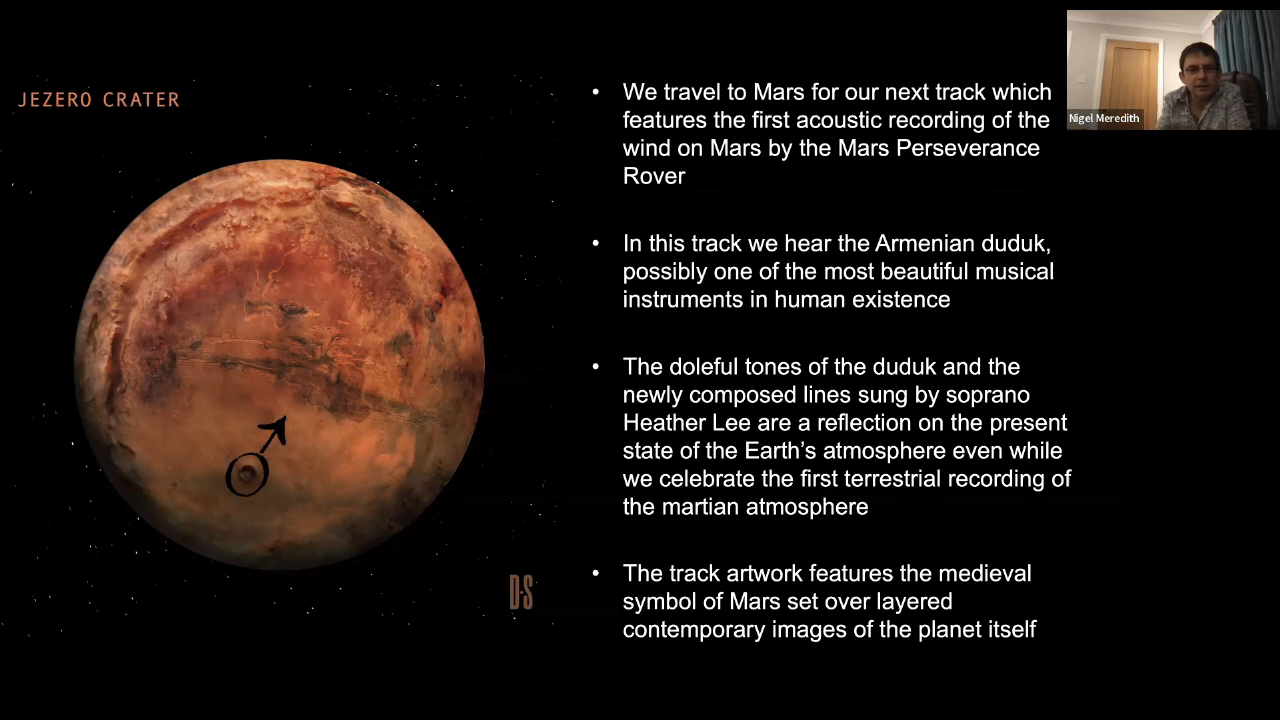 JEZERO CRATER
• We travel to Mars for our next track which
features the first acoustic recording of the
wind on Mars by the Mars Perseverance
Rover
• In this track we hear the Armenian duduk,
possibly one of the most beautiful musical
instruments in human existence
• The doleful tones of the duduk and the
newly composed lines sung by soprano
Heather Lee are a reflection on the present
state of the Earth’s atmosphere even while
we celebrate the first terrestrial recording of
the martian atmosphere
• The track artwork features the medieval
symbol of Mars set over layered
contemporary images of the planet itself
D-S
Nigel Meredith